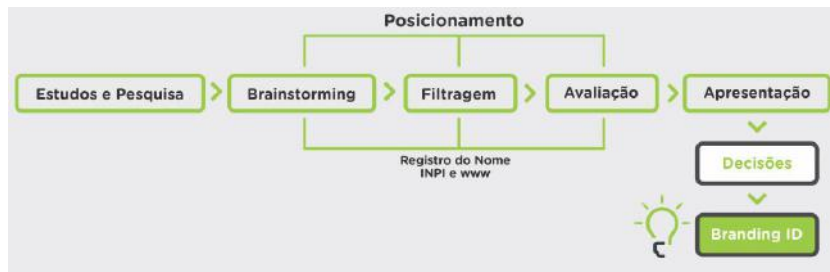 Posicionamento
Estudos e Pesquisa
Brainstorming
Filtragem
Avaliação
Apresentação
Registro do Nome
INPI e www
Decisões
Branding ID